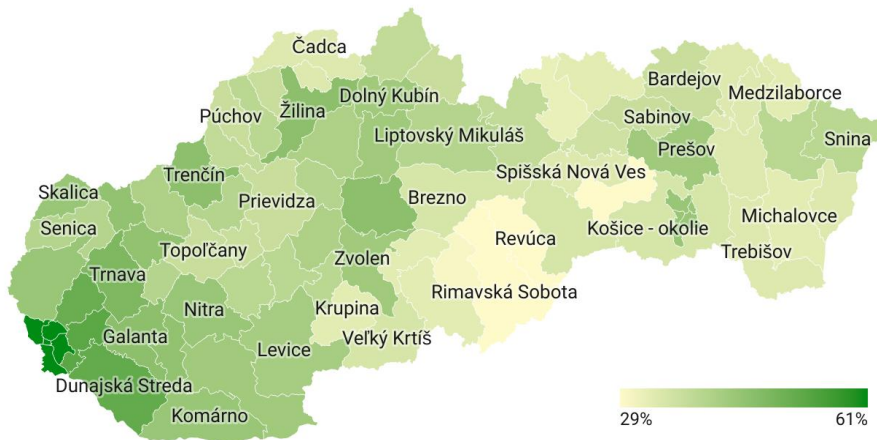 Čadca
Bardejov
Medzilaborce
Púchov
Žilina
Dolný Kubín
Sabinov
Liptovský Mikuláš
Prešov
Snina
Trenčín
Spišská Nová Ves
Skalica
Prievidza
Brezno
Senica
Michalovce
Topoľčany
Zvolen
Revúca
Košice - okolie
Trebišov
Trnava
Rimavská Sobota
Nitra
Krupina
Galanta
Veľký Krtíš
Levice
Dunajská Streda
Komárno
29%
61%